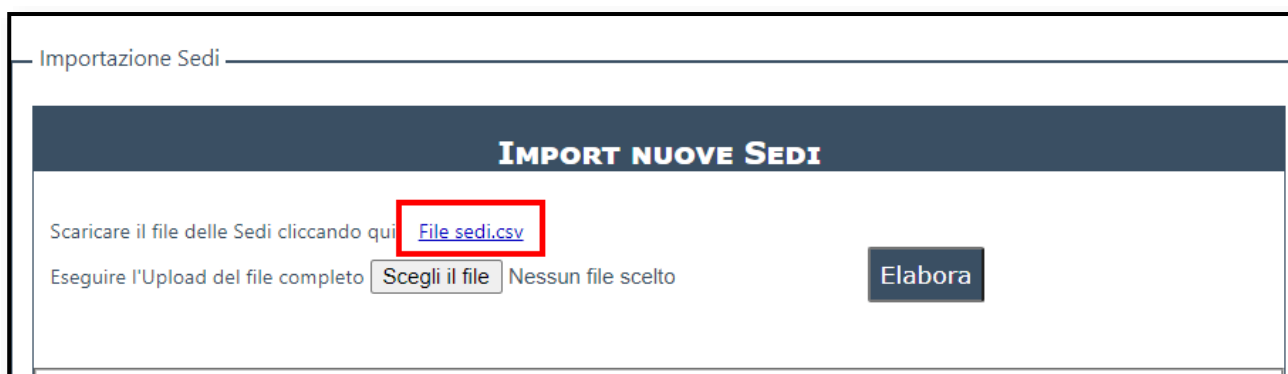 Importazione Sedi
IMPORT NUOVE SEDI
Scaricare il file delle Sedi cliccando qui File sedi.csv
Eseguire l'Upload del file completo Scegli il file Nessun file scelto
Elabora